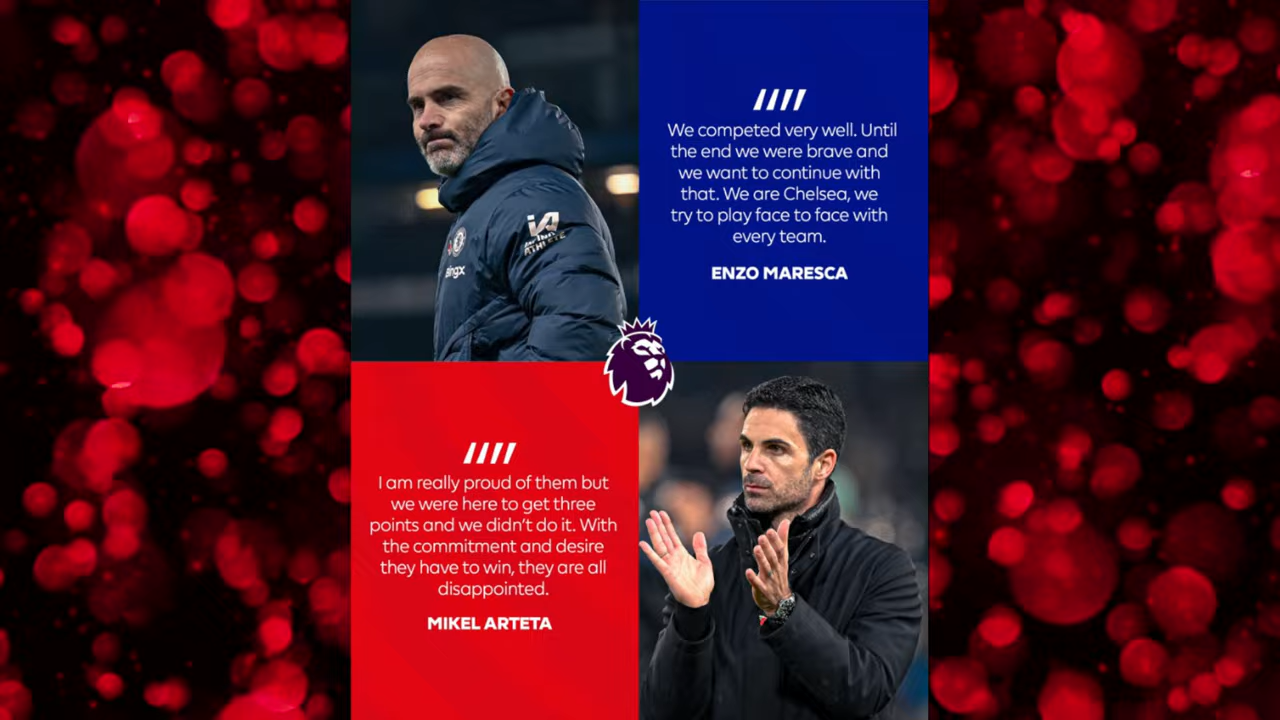 We competed very well. Until
the end we were brave and
we want to continue with
that. We are Chelsea, we
try to play face to face with
every team.
ENZO MARESCA
BingX
I am really proud of them but
we were here to get three
points and we didn't do it. With
the commitment and desire
they have to win, they are all
disappointed.
MIKEL ARTETA